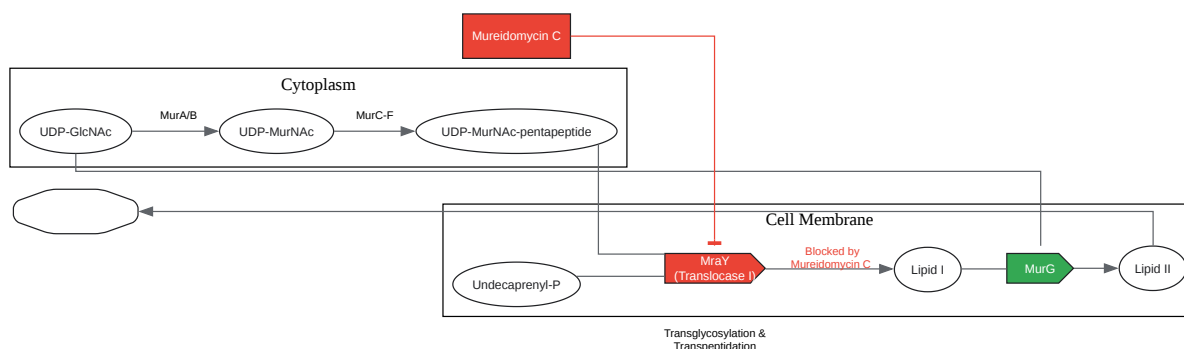 Mureidomycin C
Cytoplasm
MurA/B
MurC-F
UDP-GlcNAc
UDP-MurNAc
UDP-MurNAc-pentapeptide
Cell Membrane
Blocked by
Mureidomycin C
MraY
(Translocase I)
Lipid I
MurG
Lipid II
Undecaprenyl-P
Transglycosylation &
Transpeptidation